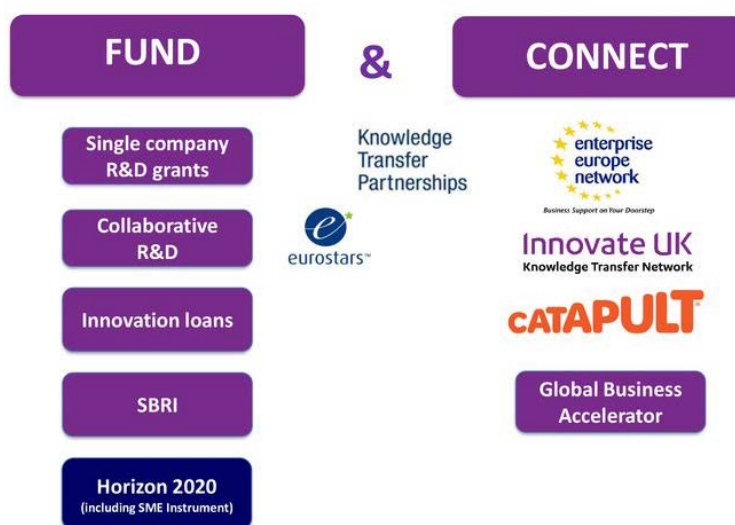 FUND
&
CONNECT
Single company
R&D grants
Collaborative
R&D
Innovation loans
SBRI
Horizon 2020
(including SME Instrument)
Knowledge
Transfer
Partnerships
e
eurostars™
enterprise
europe
network
Business Support on Your Doorstep
Innovate UK
Knowledge Transfer Network
CATAPULT
Global Business
Accelerator